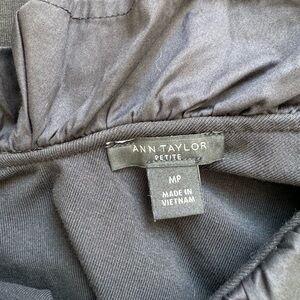 ANN TAYLOR
PETITE
MP
MADE IN
VIETNAM